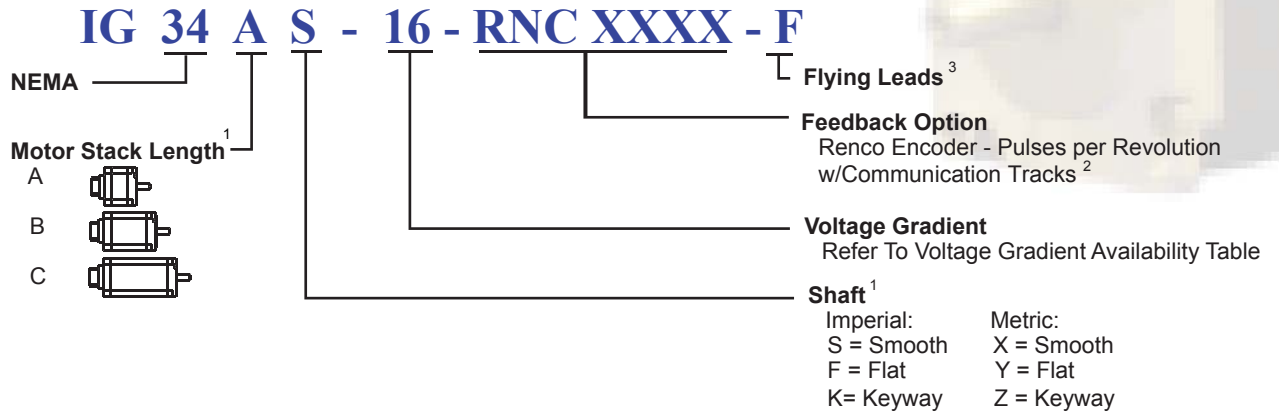 IG 34 A S - 16 - RNC XXXX - F
NEMA
Flying Leads 3
Motor Stack Length 1
A
B
C
Feedback Option
Renco Encoder - Pulses per Revolution
w/Communication Tracks 2
Voltage Gradient
Refer To Voltage Gradient Availability Table
Shaft 1
Imperial: Metric:
S = Smooth X = Smooth
F = Flat Y = Flat
K= Keyway Z = Keyway